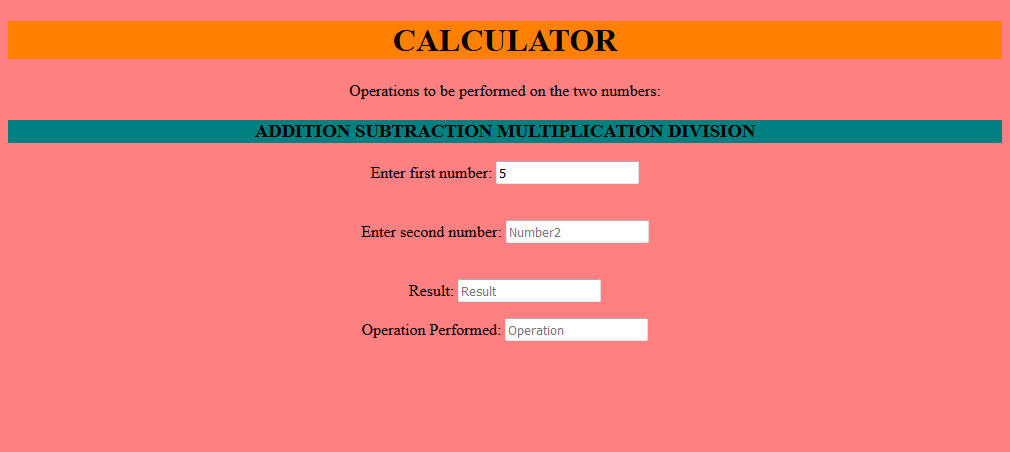 CALCULATOR
Operations to be performed on the two numbers:
ADDITION SUBTRACTION MULTIPLICATION DIVISION
Enter first number: 5
Enter second number: Number2
Result: Result
Operation Performed: Operation